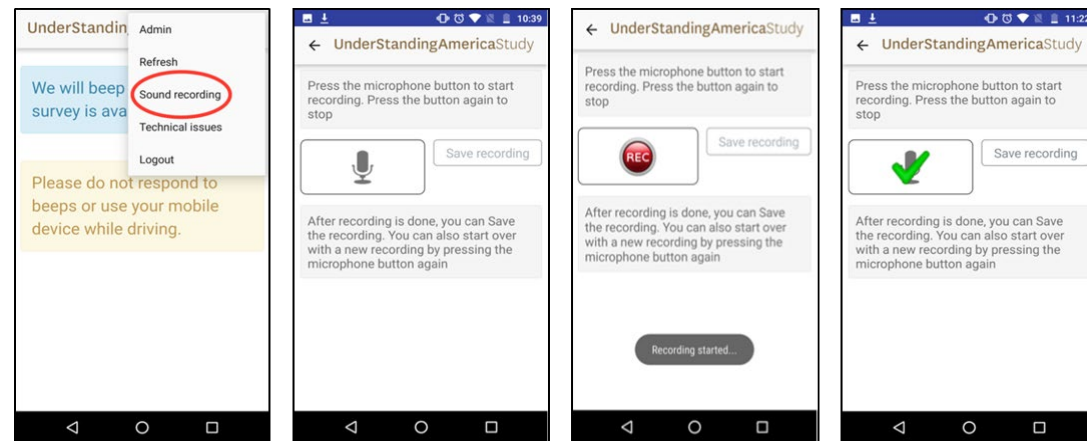 UnderStandin
Admin
Refresh
We will beep
Sound recording
survey is ava
Technical issues
Logout
Please do not respond to
beeps or use your mobile
device while driving.
10:39
UnderStandingAmericaStudy
Press the microphone button to start
recording. Press the button again to
stop
Save recording
After recording is done, you can Save
the recording. You can also start over
with a new recording by pressing the
microphone button again
UnderStandingAmericaStudy
Press the microphone button to start
recording. Press the button again to
stop
REC
Save recording
After recording is done, you can Save
the recording. You can also start over
with a new recording by pressing the
microphone button again
Recording started...
11:22
UnderStandingAmericaStudy
Press the microphone button to start
recording. Press the button again to
stop
Save recording
After recording is done, you can Save
the recording. You can also start over
with a new recording by pressing the
microphone button again